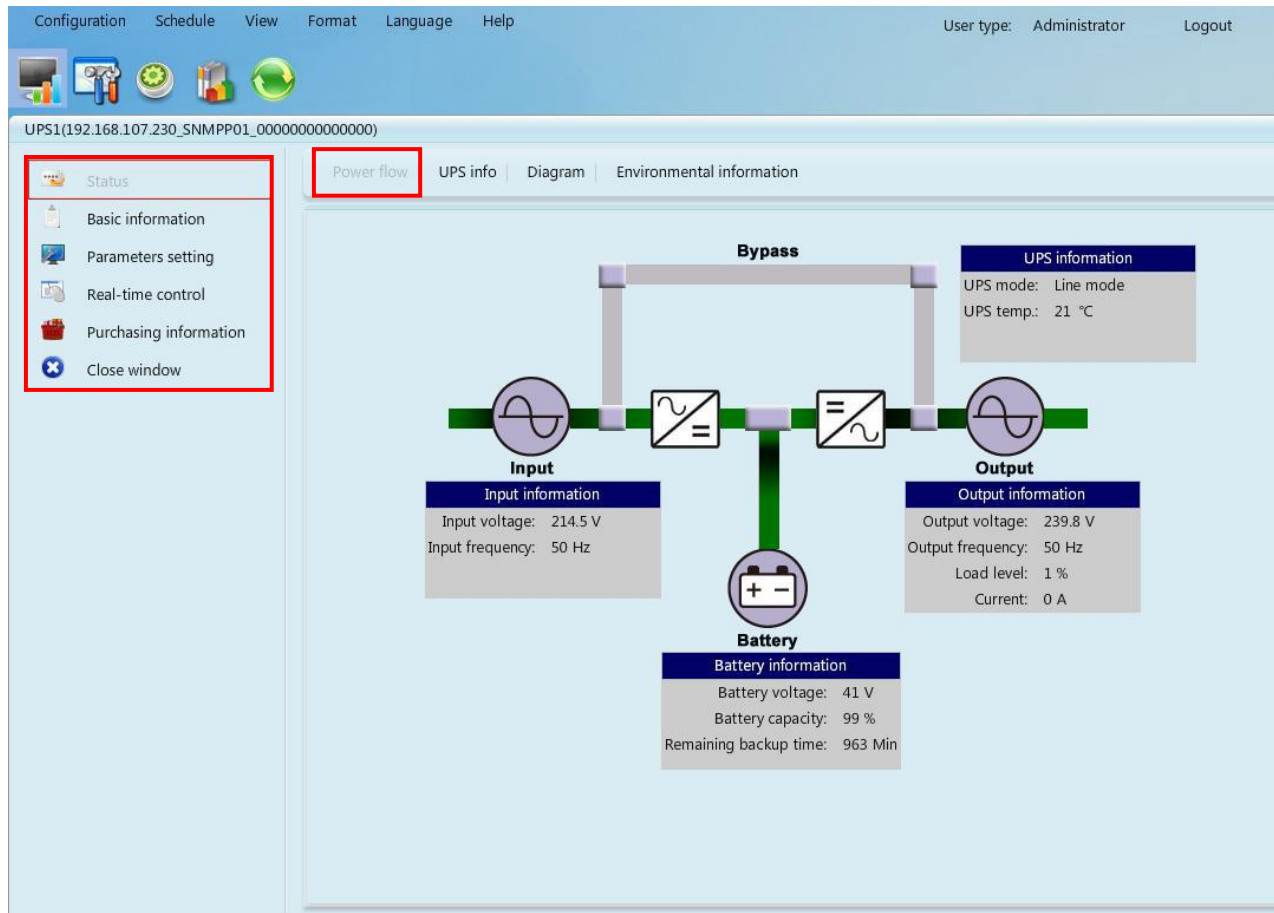 Configuration Schedule View Format Language Help User type: Administrator Logout
UPS1(192.168.107.230_SNMPP01_00000000000000)
Status
Basic information
Parameters setting
Real-time control
Purchasing information
Close window
Power flow UPS info Diagram Environmental information
Bypass
UPS information
UPS mode: Line mode
UPS temp.: 21 ℃
Input
Input information
Input voltage: 214.5 V
Input frequency: 50 Hz
Output
Output information
Output voltage: 239.8 V
Output frequency: 50 Hz
Load level: 1 %
Current: 0 A
Battery
Battery information
Battery voltage: 41 V
Battery capacity: 99 %
Remaining backup time: 963 Min